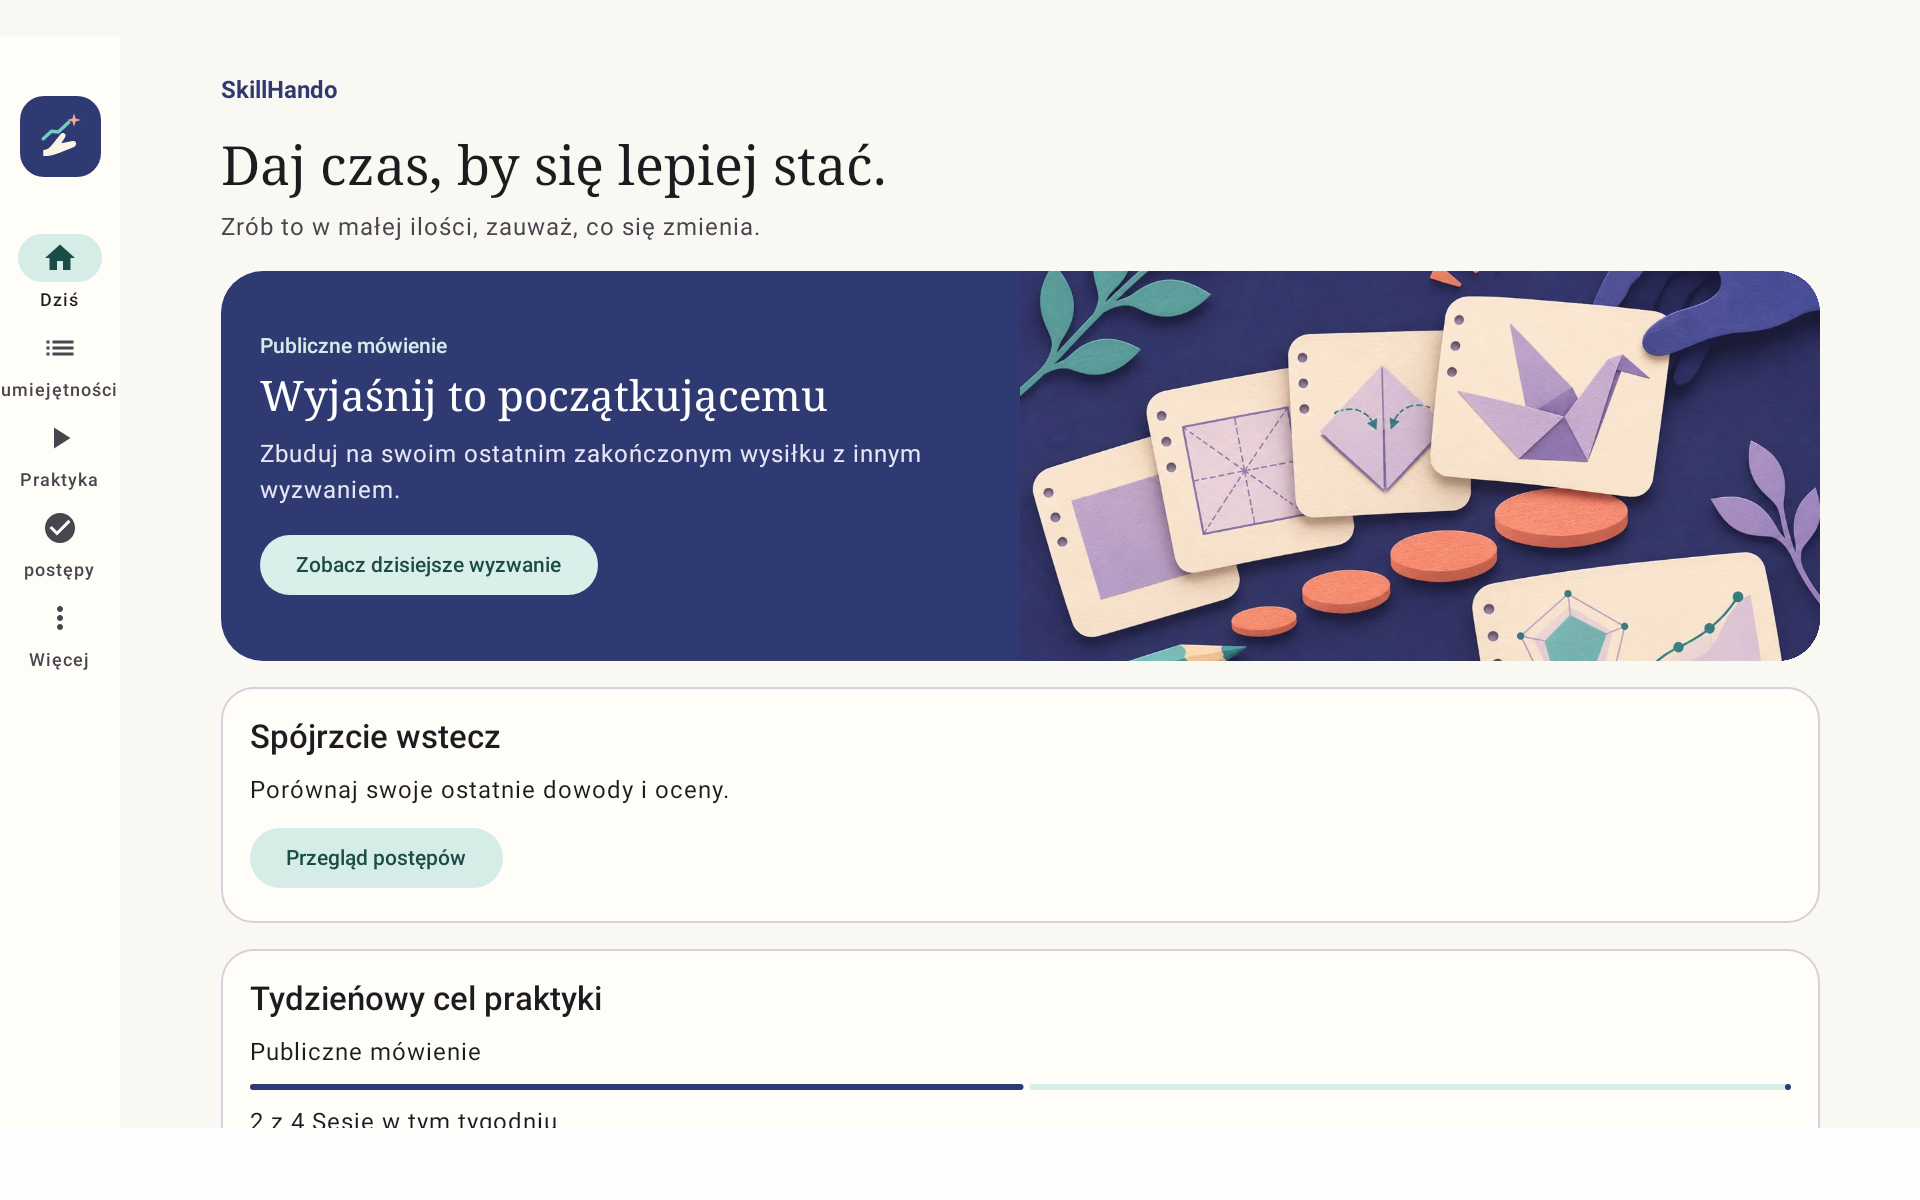 SkillHando
Daj czas, by się lepiej stać.
Zrób to w małej ilości, zauważ, co się zmienia.
Dziś
umiejętności
Praktyka
postępy
Więcej
Publiczne mówienie
Wyjaśnij to początkującemu
Zbuduj na swoim ostatnim zakończonym wysiłku z innym
wyzwaniem.
Zobacz dzisiejsze wyzwanie
Spójrzcie wstecz
Porównaj swoje ostatnie dowody i oceny.
Przegląd postępów
Tydzieńowy cel praktyki
Publiczne mówienie
2 z 4 Sesje w tym tygodniu